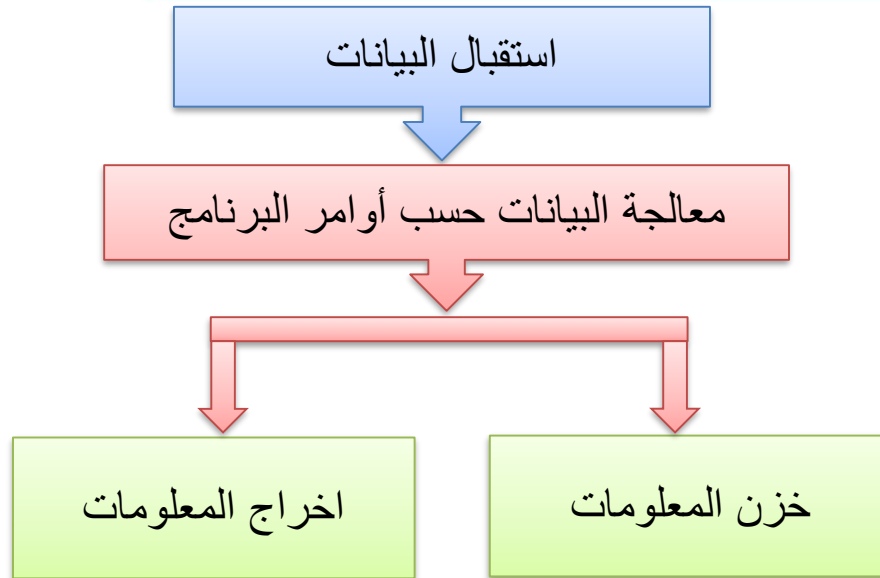 استقبال البيانات
معالجة البيانات حسب أوامر البرنامج
خزن المعلومات
اخراج المعلومات